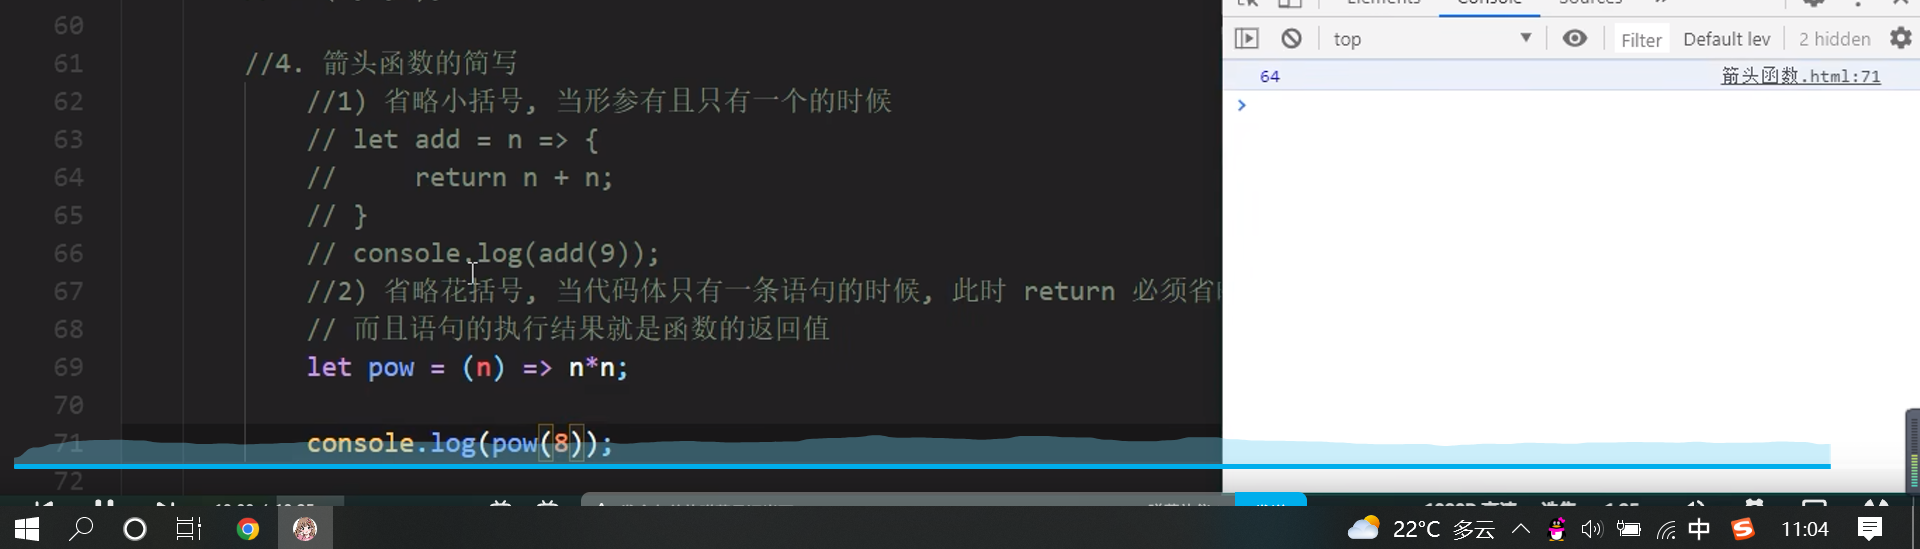 60
61 //4. 箭头函数的简写
62 //1) 省略小括号, 当形参有且只有一个的时候
63 // let add = n => {
64 //     return n + n;
65 // }
66 // console.log(add(9));
67 //2) 省略花括号, 当代码体只有一条语句的时候, 此时 return 必须省
68 // 而且语句的执行结果就是函数的返回值
69 let pow = (n) => n*n;
70
71 console.log(pow(8));
72
Elements Console Sources
top Filter Default lev 2 hidden
64 箭头函数.html:71
22°C 多云 中 11:04